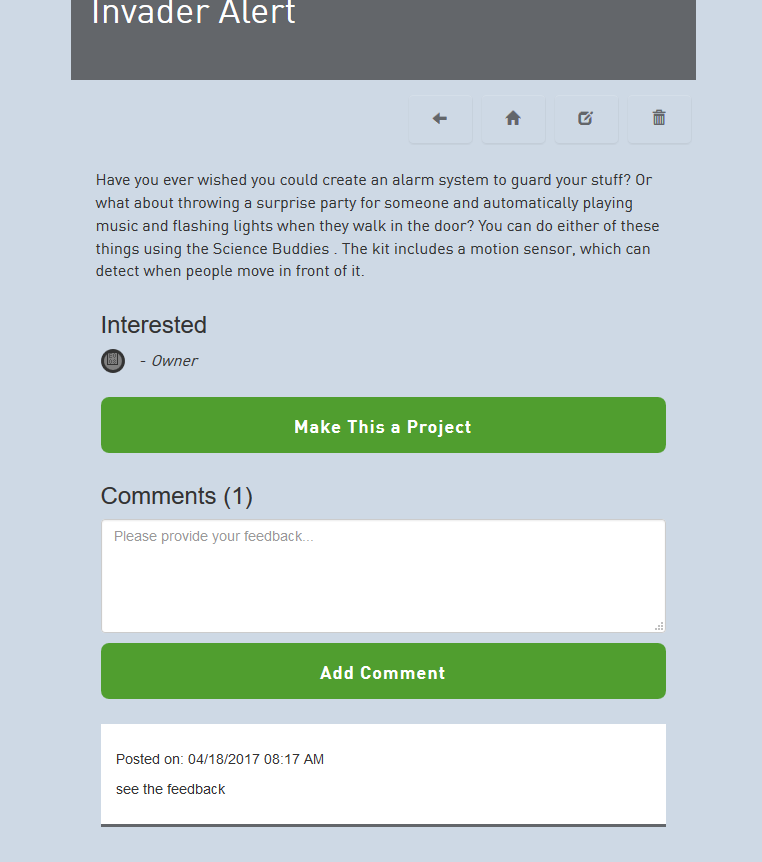 Invader Alert
Have you ever wished you could create an alarm system to guard your stuff? Or
what about throwing a surprise party for someone and automatically playing
music and flashing lights when they walk in the door? You can do either of these
things using the Science Buddies . The kit includes a motion sensor, which can
detect when people move in front of it.
Interested
- Owner
Make This a Project
Comments (1)
Please provide your feedback...
Add Comment
Posted on: 04/18/2017 08:17 AM
see the feedback